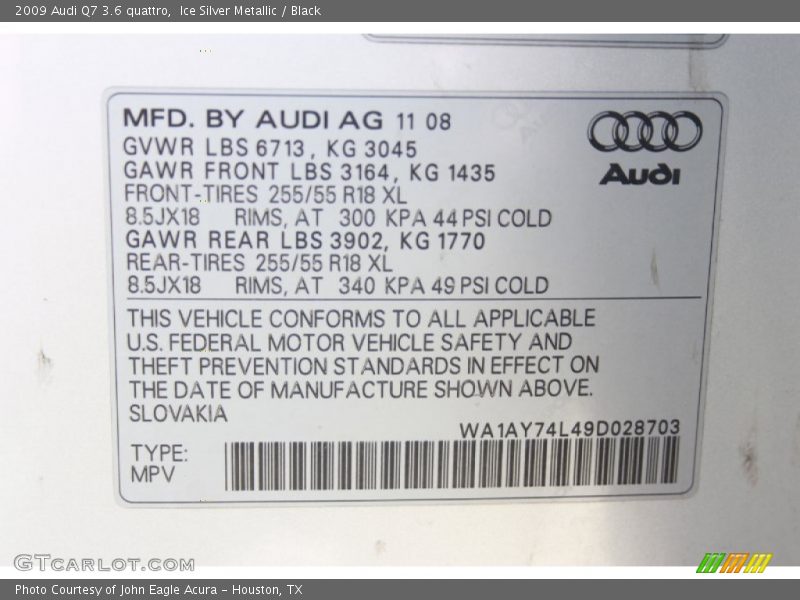 2009 Audi Q7 3.6 quattro,  Ice Silver Metallic / Black
MFD. BY AUDI AG 11 08
GVWR LBS 6713, KG 3045
GAWR FRONT LBS 3164, KG 1435
FRONT-TIRES 255/55 R18 XL
8.5JX18 RIMS, AT 300 KPA 44 PSI COLD
GAWR REAR LBS 3902, KG 1770
REAR-TIRES 255/55 R18 XL
8.5JX18 RIMS, AT 340 KPA 49 PSI COLD
Audi
THIS VEHICLE CONFORMS TO ALL APPLICABLE
U.S. FEDERAL MOTOR VEHICLE SAFETY AND
THEFT PREVENTION STANDARDS IN EFFECT ON
THE DATE OF MANUFACTURE SHOWN ABOVE.
SLOVAKIA
WA1AY74L49D028703
TYPE:
MPV
GTCARLOT.COM
Photo Courtesy of John Eagle Acura - Houston, TX